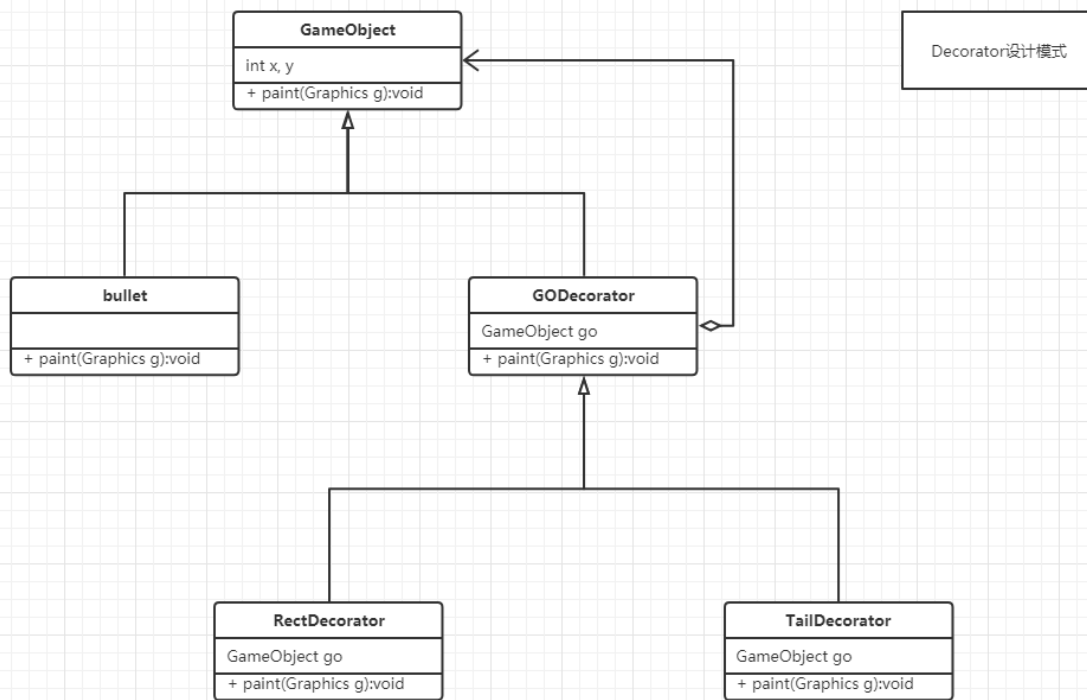 GameObject
int x, y
+ paint(Graphics g):void
Decorator设计模式
bullet
+ paint(Graphics g):void
GODecorator
GameObject go
+ paint(Graphics g):void
RectDecorator
GameObject go
+ paint(Graphics g):void
TailDecorator
GameObject go
+ paint(Graphics g):void